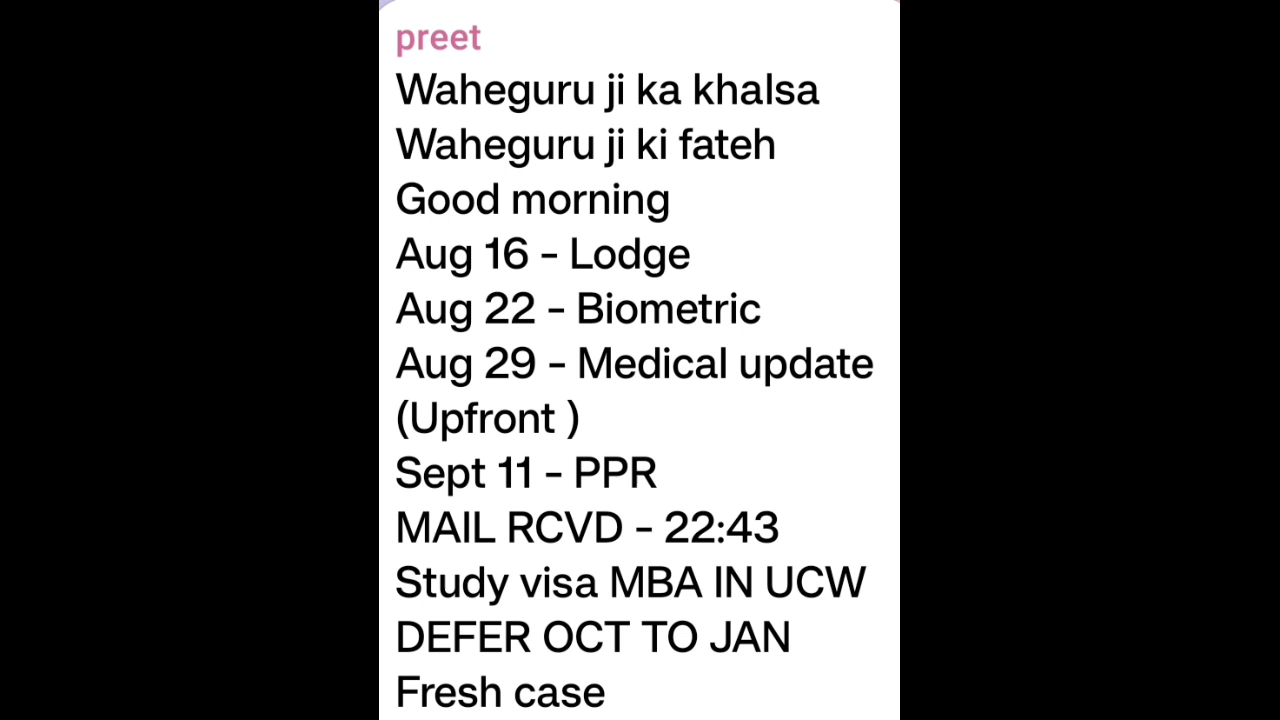 preet
Waheguru ji ka khalsa
Waheguru ji ki fateh
Good morning
Aug 16 - Lodge
Aug 22 - Biometric
Aug 29 - Medical update
(Upfront )
Sept 11 - PPR
MAIL RCVD - 22:43
Study visa MBA IN UCW
DEFER OCT TO JAN
Fresh case